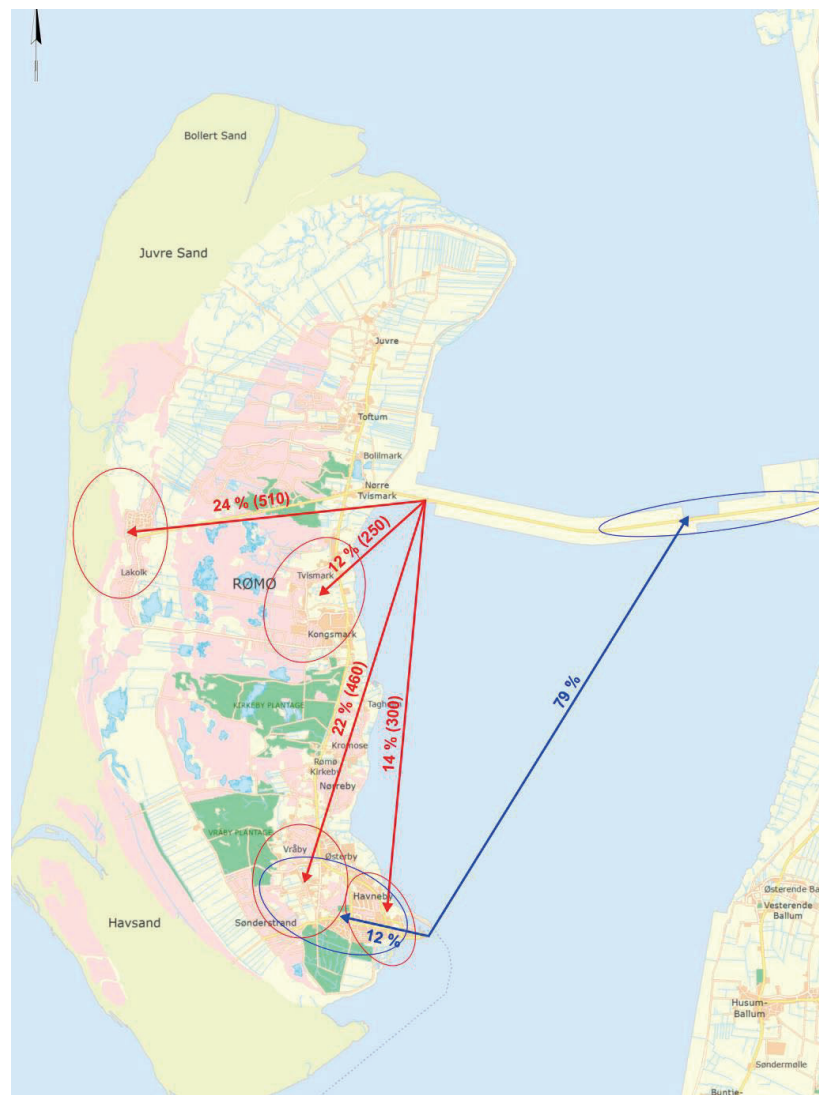 Bollert Sand
Juvre Sand
Juvre
Toftum
Bolilmark
Nørre
Tvismark
24 % (510)
12 % (250)
Tvismark
Lakolk
RØMØ
Kongsmark
22 % (460)
14 % (300)
79 %
KIRKEBY PLANTAGE
Kromose
Rømø
Kirkeby
Nørreby
VRÅBY PLANTAGE
Vråby
Østerby
Havneby
Havsand
Sønderstrand
12 %
Østerende Ba
Vesterende
Ballum
Husum-
Ballum
Søndermølle
Buntje-